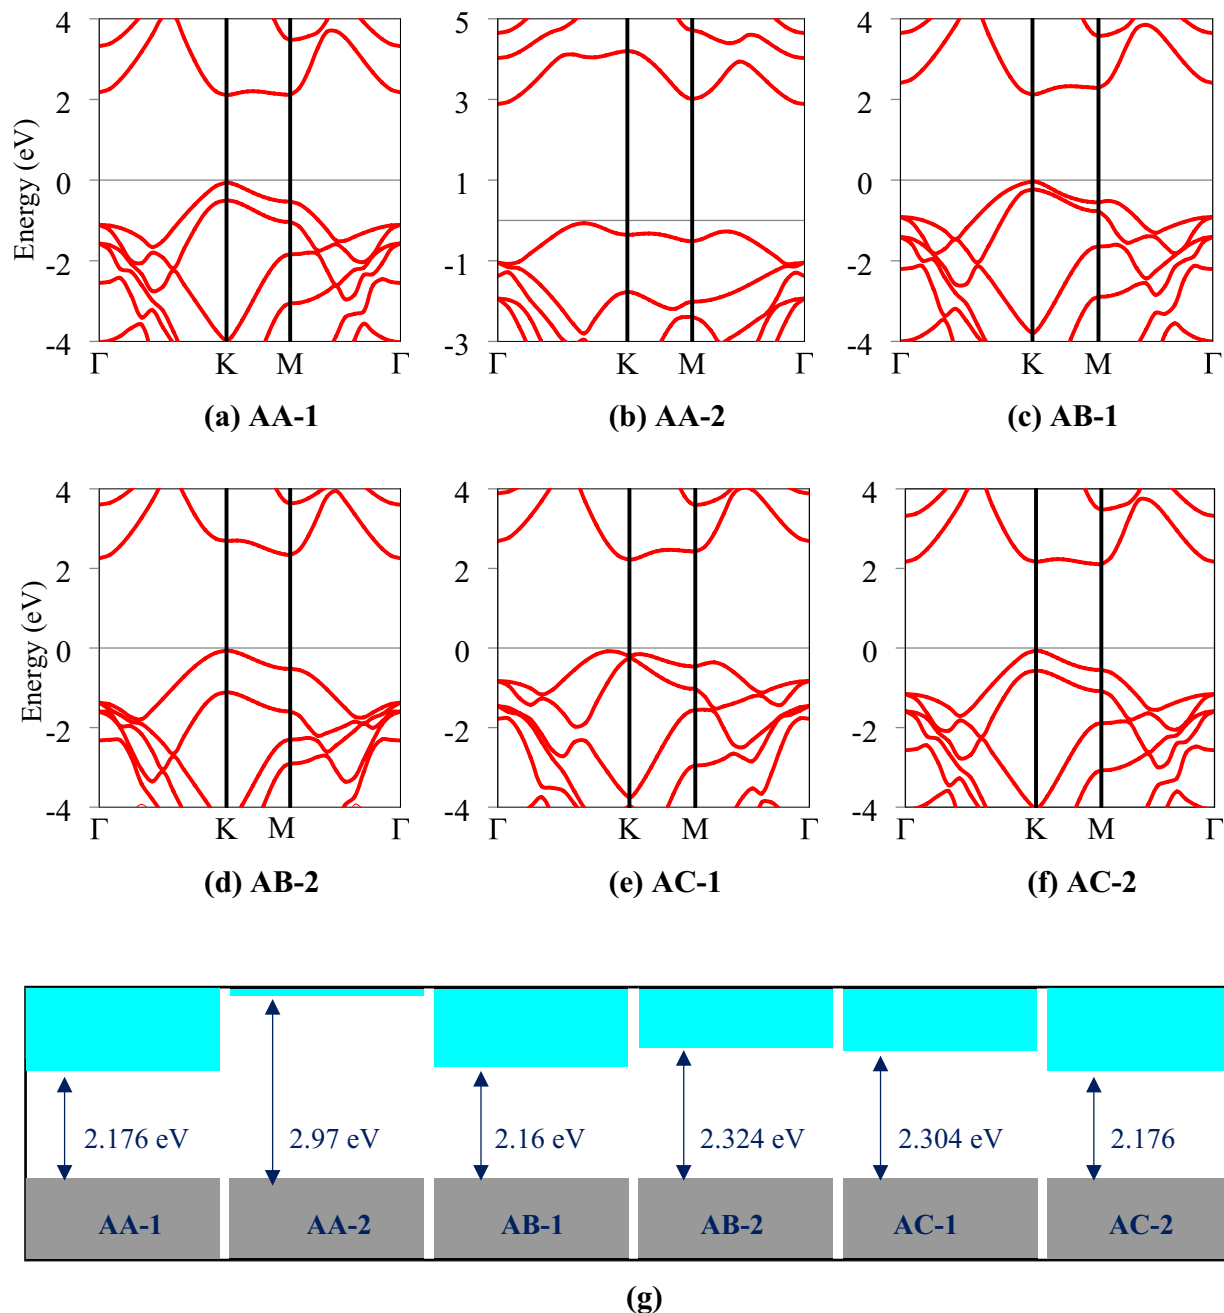 4
2
0
-2
-4
Energy (eV)
Γ K M Γ
(a) AA-1
5
3
1
-1
-3
Γ K M Γ
(b) AA-2
4
2
0
-2
-4
Γ K M Γ
(c) AB-1
4
2
0
-2
-4
Energy (eV)
Γ K M Γ
(d) AB-2
4
2
0
-2
-4
Γ K M Γ
(e) AC-1
4
2
0
-2
-4
Γ K M Γ
(f) AC-2
2.176 eV 2.97 eV 2.16 eV 2.324 eV 2.304 eV 2.176
AA-1 AA-2 AB-1 AB-2 AC-1 AC-2
(g)